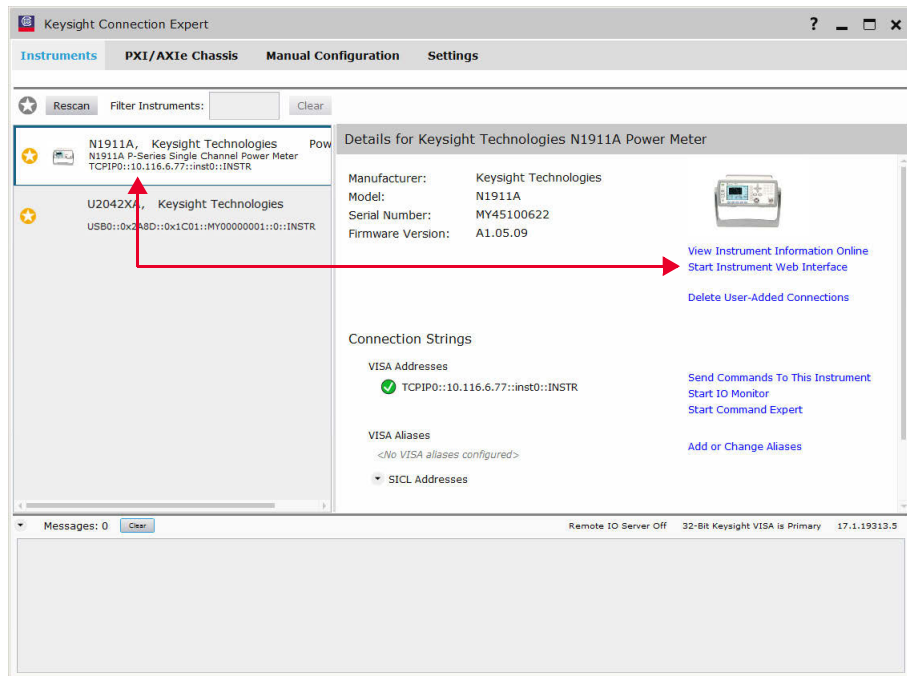 Keysight Connection Expert
?
Instruments PXI/AXIe Chassis Manual Configuration Settings
Rescan Filter Instruments: Clear
N1911A, Keysight Technologies Pow
N1911A P-Series Single Channel Power Meter
TCPIP0::10.116.6.77::inst0::INSTR
U2042XA, Keysight Technologies
USB0::0x2A8D::0x1C01::MY00000001::0::INSTR
Details for Keysight Technologies N1911A Power Meter
Manufacturer: Keysight Technologies
Model: N1911A
Serial Number: MY45100622
Firmware Version: A1.05.09
View Instrument Information Online
Start Instrument Web Interface
Delete User-Added Connections
Connection Strings
VISA Addresses
TCPIP0::10.116.6.77::inst0::INSTR
Send Commands To This Instrument
Start IO Monitor
Start Command Expert
VISA Aliases
<No VISA aliases configured>
Add or Change Aliases
SICL Addresses
Messages: 0 Clear
Remote IO Server Off 32-Bit Keysight VISA is Primary 17.1.19313.5